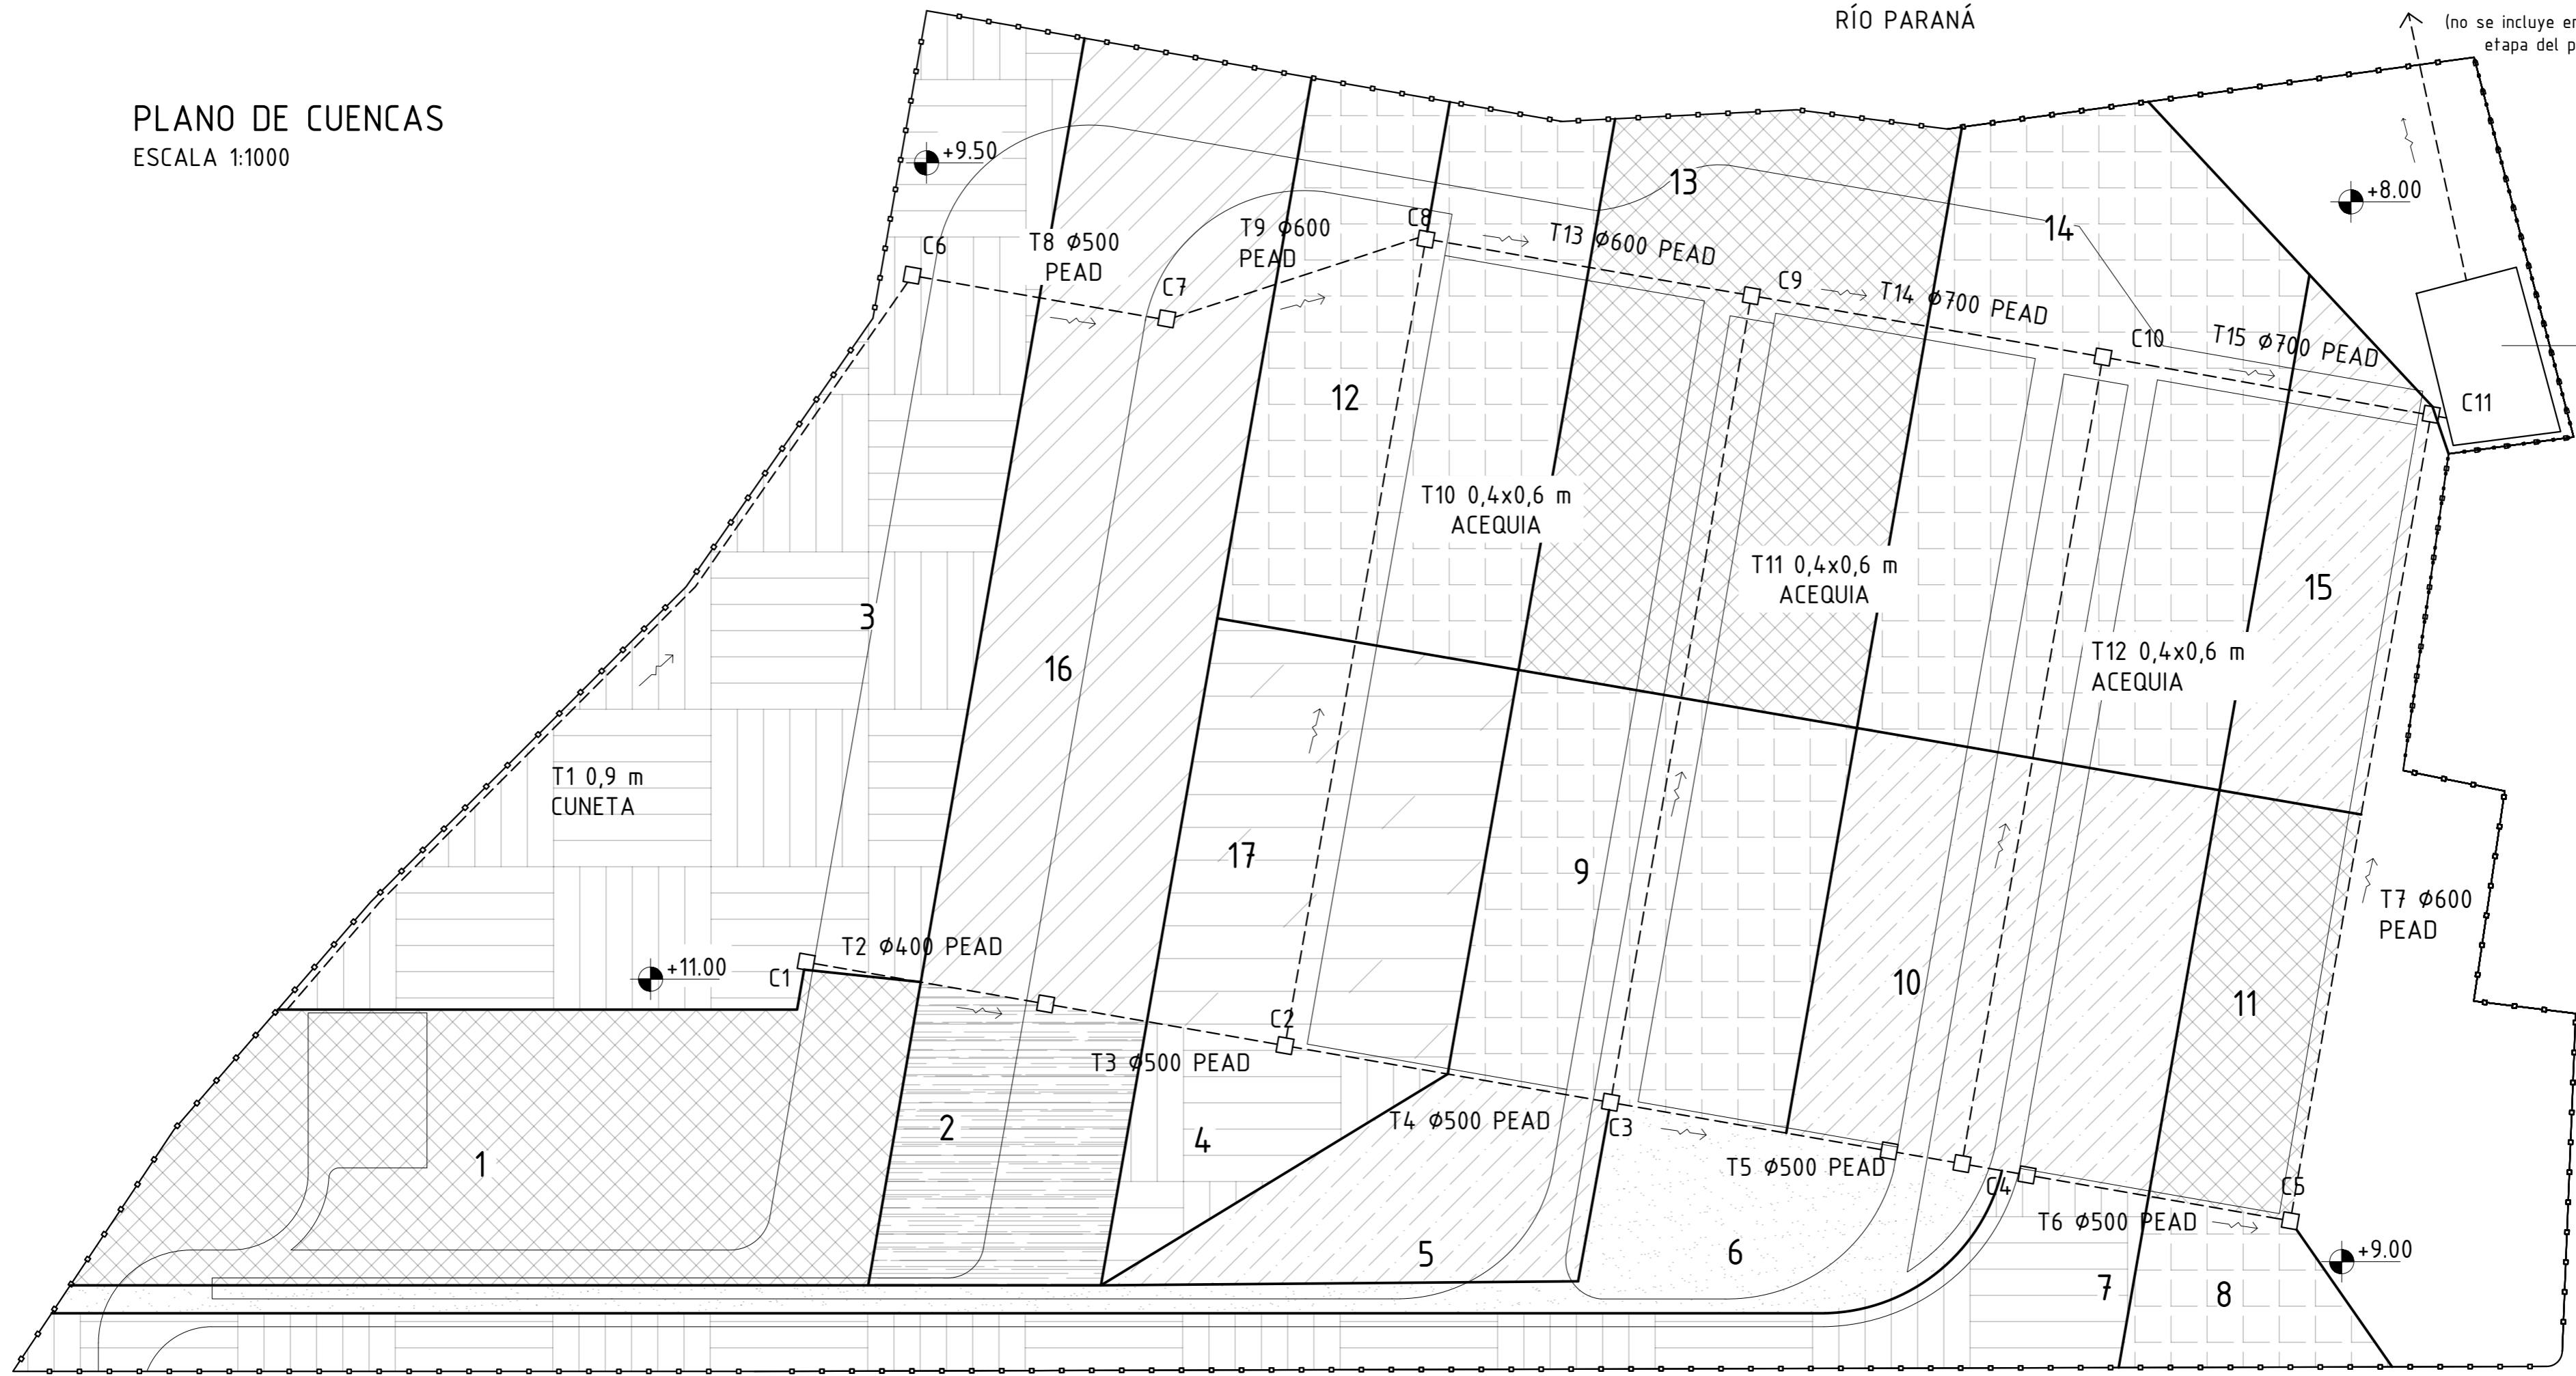 RÍO PARANÁ
(no se incluye en
etapa del p
PLANO DE CUENCAS
ESCALA 1:1000
+9.50
+8.00
13
14
C6
T8 ϕ500
PEAD
T9 ϕ600
PEAD
C8
T13 ϕ600 PEAD
C7
C9
T14 ϕ700 PEAD
C10
T15 ϕ700 PEAD
C11
12
T10 0,4x0,6 m
ACEQUIA
T11 0,4x0,6 m
ACEQUIA
15
3
16
T12 0,4x0,6 m
ACEQUIA
T1 0,9 m
CUNETA
17
9
T7 ϕ600
PEAD
T2 ϕ400 PEAD
+11.00
C1
10
11
C2
T3 ϕ500 PEAD
2
4
T4 ϕ500 PEAD
C3
1
T5 ϕ500 PEAD
C4
C5
T6 ϕ500 PEAD
5
6
+9.00
7
8